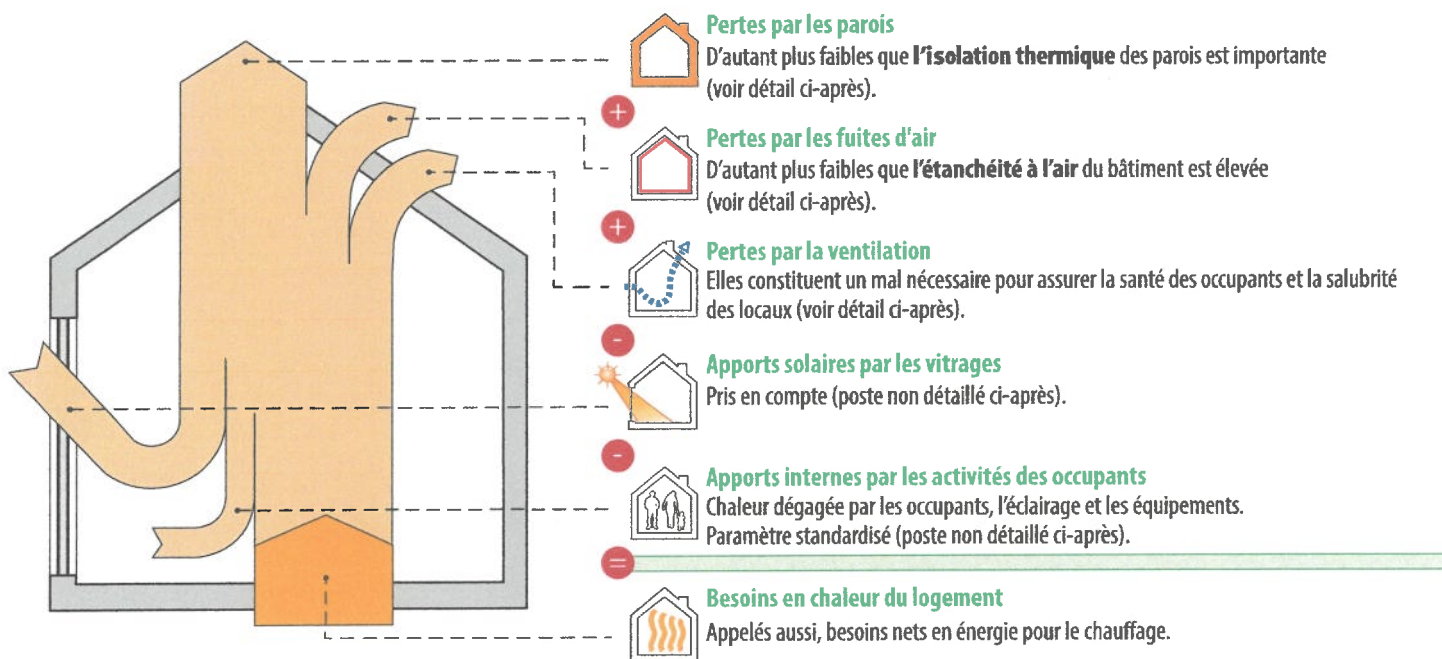 Pertes par les parois
D'autant plus faibles que l'isolation thermique des parois est importante
(voir détail ci-après).
+
Pertes par les fuites d'air
D'autant plus faibles que l'étanchéité à l'air du bâtiment est élevée
(voir détail ci-après).
+
Pertes par la ventilation
Elles constituent un mal nécessaire pour assurer la santé des occupants et la salubrité
des locaux (voir détail ci-après).
-
Apports solaires par les vitrages
Pris en compte (poste non détaillé ci-après).
-
Apports internes par les activités des occupants
Chaleur dégagée par les occupants, l'éclairage et les équipements.
Paramètre standardisé (poste non détaillé ci-après).
=
Besoins en chaleur du logement
Appelés aussi, besoins nets en énergie pour le chauffage.